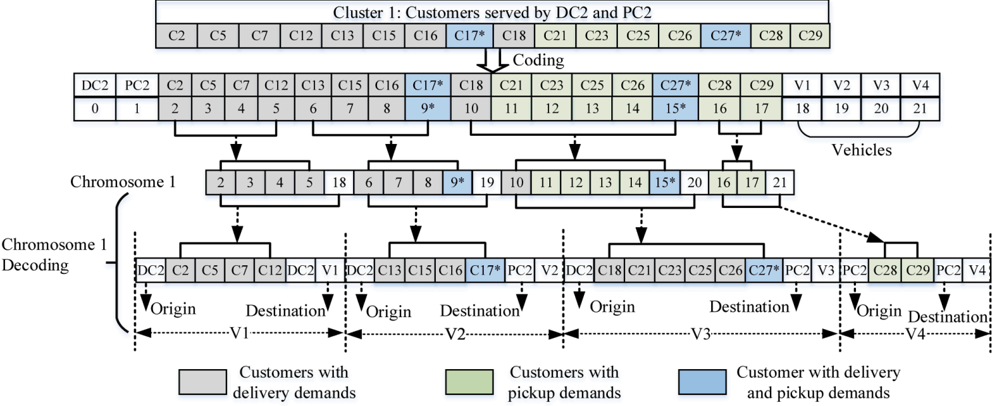 Cluster 1: Customers served by DC2 and PC2
C2 C5 C7 C12 C13 C15 C16 C17* C18 C21 C23 C25 C26 C27* C28 C29
Coding
DC2 PC2 C2 C5 C7 C12 C13 C15 C16 C17* C18 C21 C23 C25 C26 C27* C28 C29 V1 V2 V3 V4
0 1 2 3 4 5 6 7 8 9* 10 11 12 13 14 15* 16 17 18 19 20 21
Vehicles
Chromosome 1
2 3 4 5 18 6 7 8 9* 19 10 11 12 13 14 15* 20 16 17 21
Chromosome 1
Decoding
DC2 C2 C5 C7 C12 DC2 V1 DC2 C13 C15 C16 C17* PC2 V2 DC2 C18 C21 C23 C25 C26 C27* PC2 V3 PC2 C28 C29 PC2 V4
Origin Destination Origin Destination Origin Destination Origin Destination
V1 V2 V3 V4
Customers with
delivery demands
Customers with
pickup demands
Customer with delivery
and pickup demands